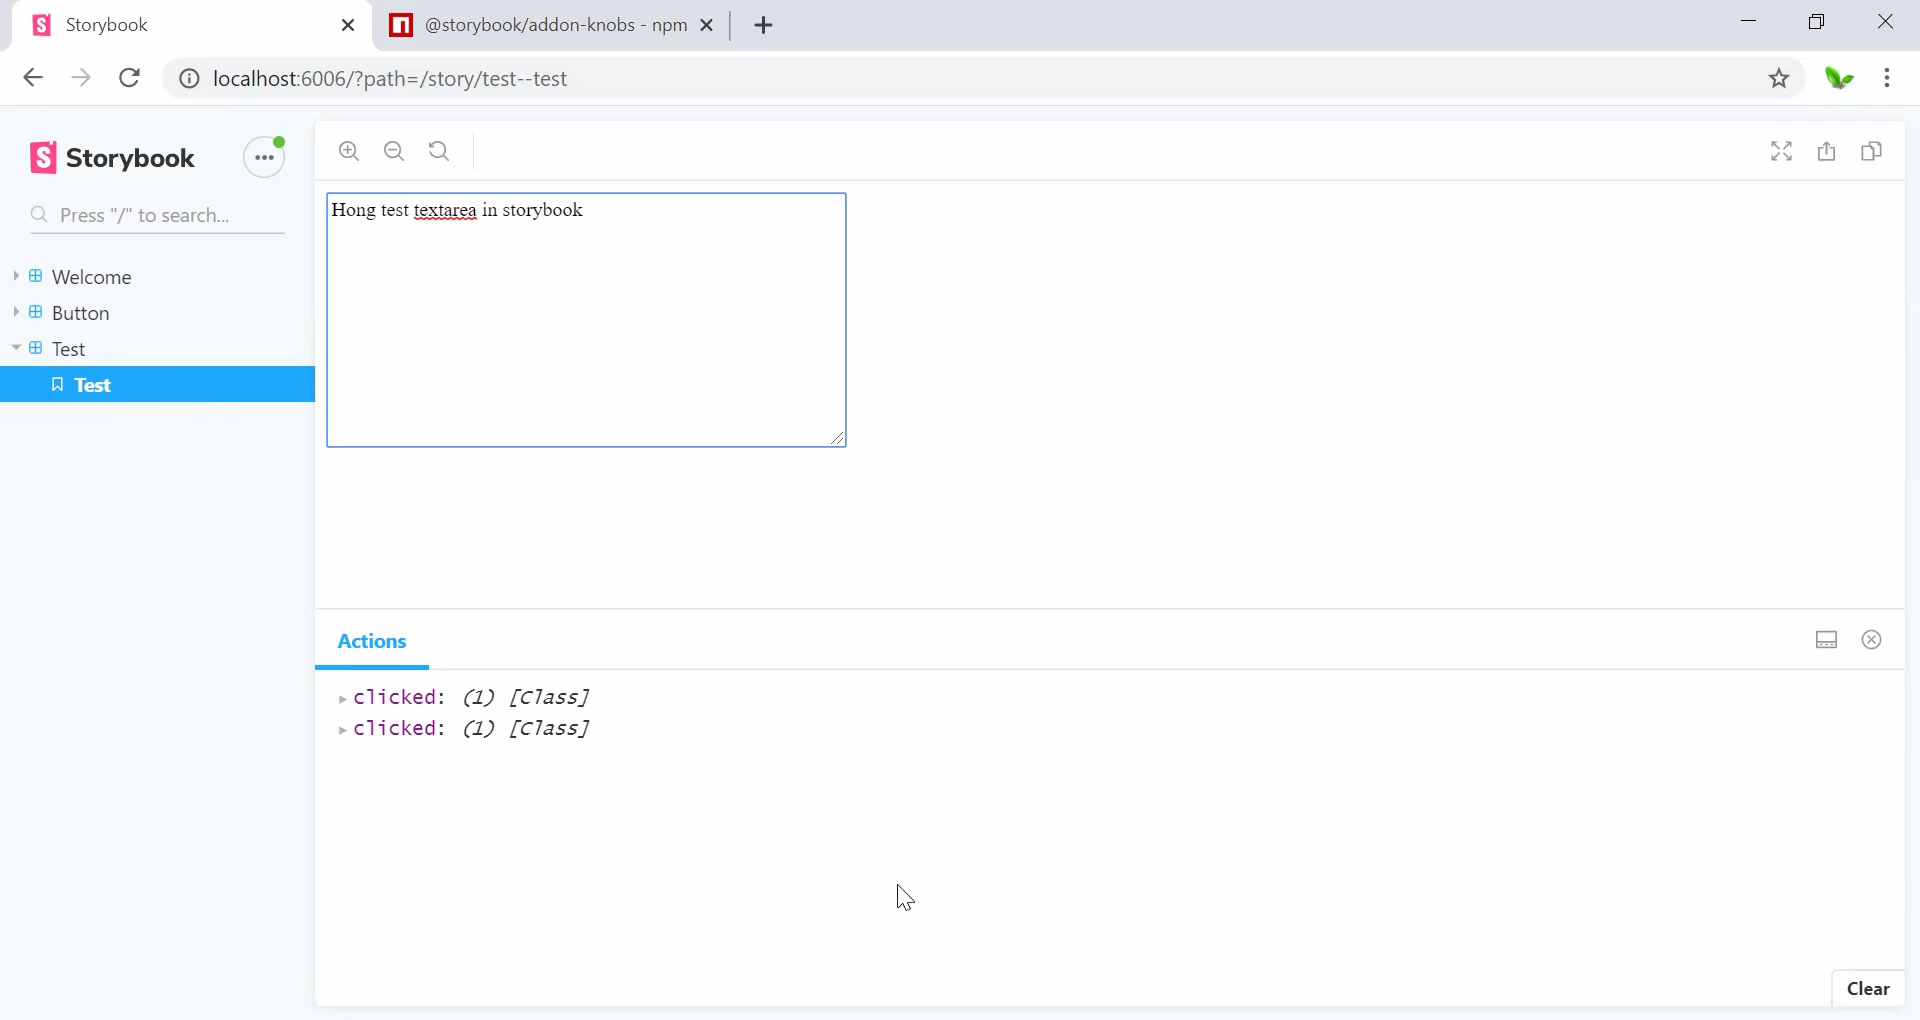 Storybook
@storybook/addon-knobs - npm
localhost:6006/?path=/story/test--test
Storybook
Press "/" to search...
Welcome
Button
Test
Test
Hong test textarea in storybook
Actions
clicked: (1) [Class]
clicked: (1) [Class]
Clear